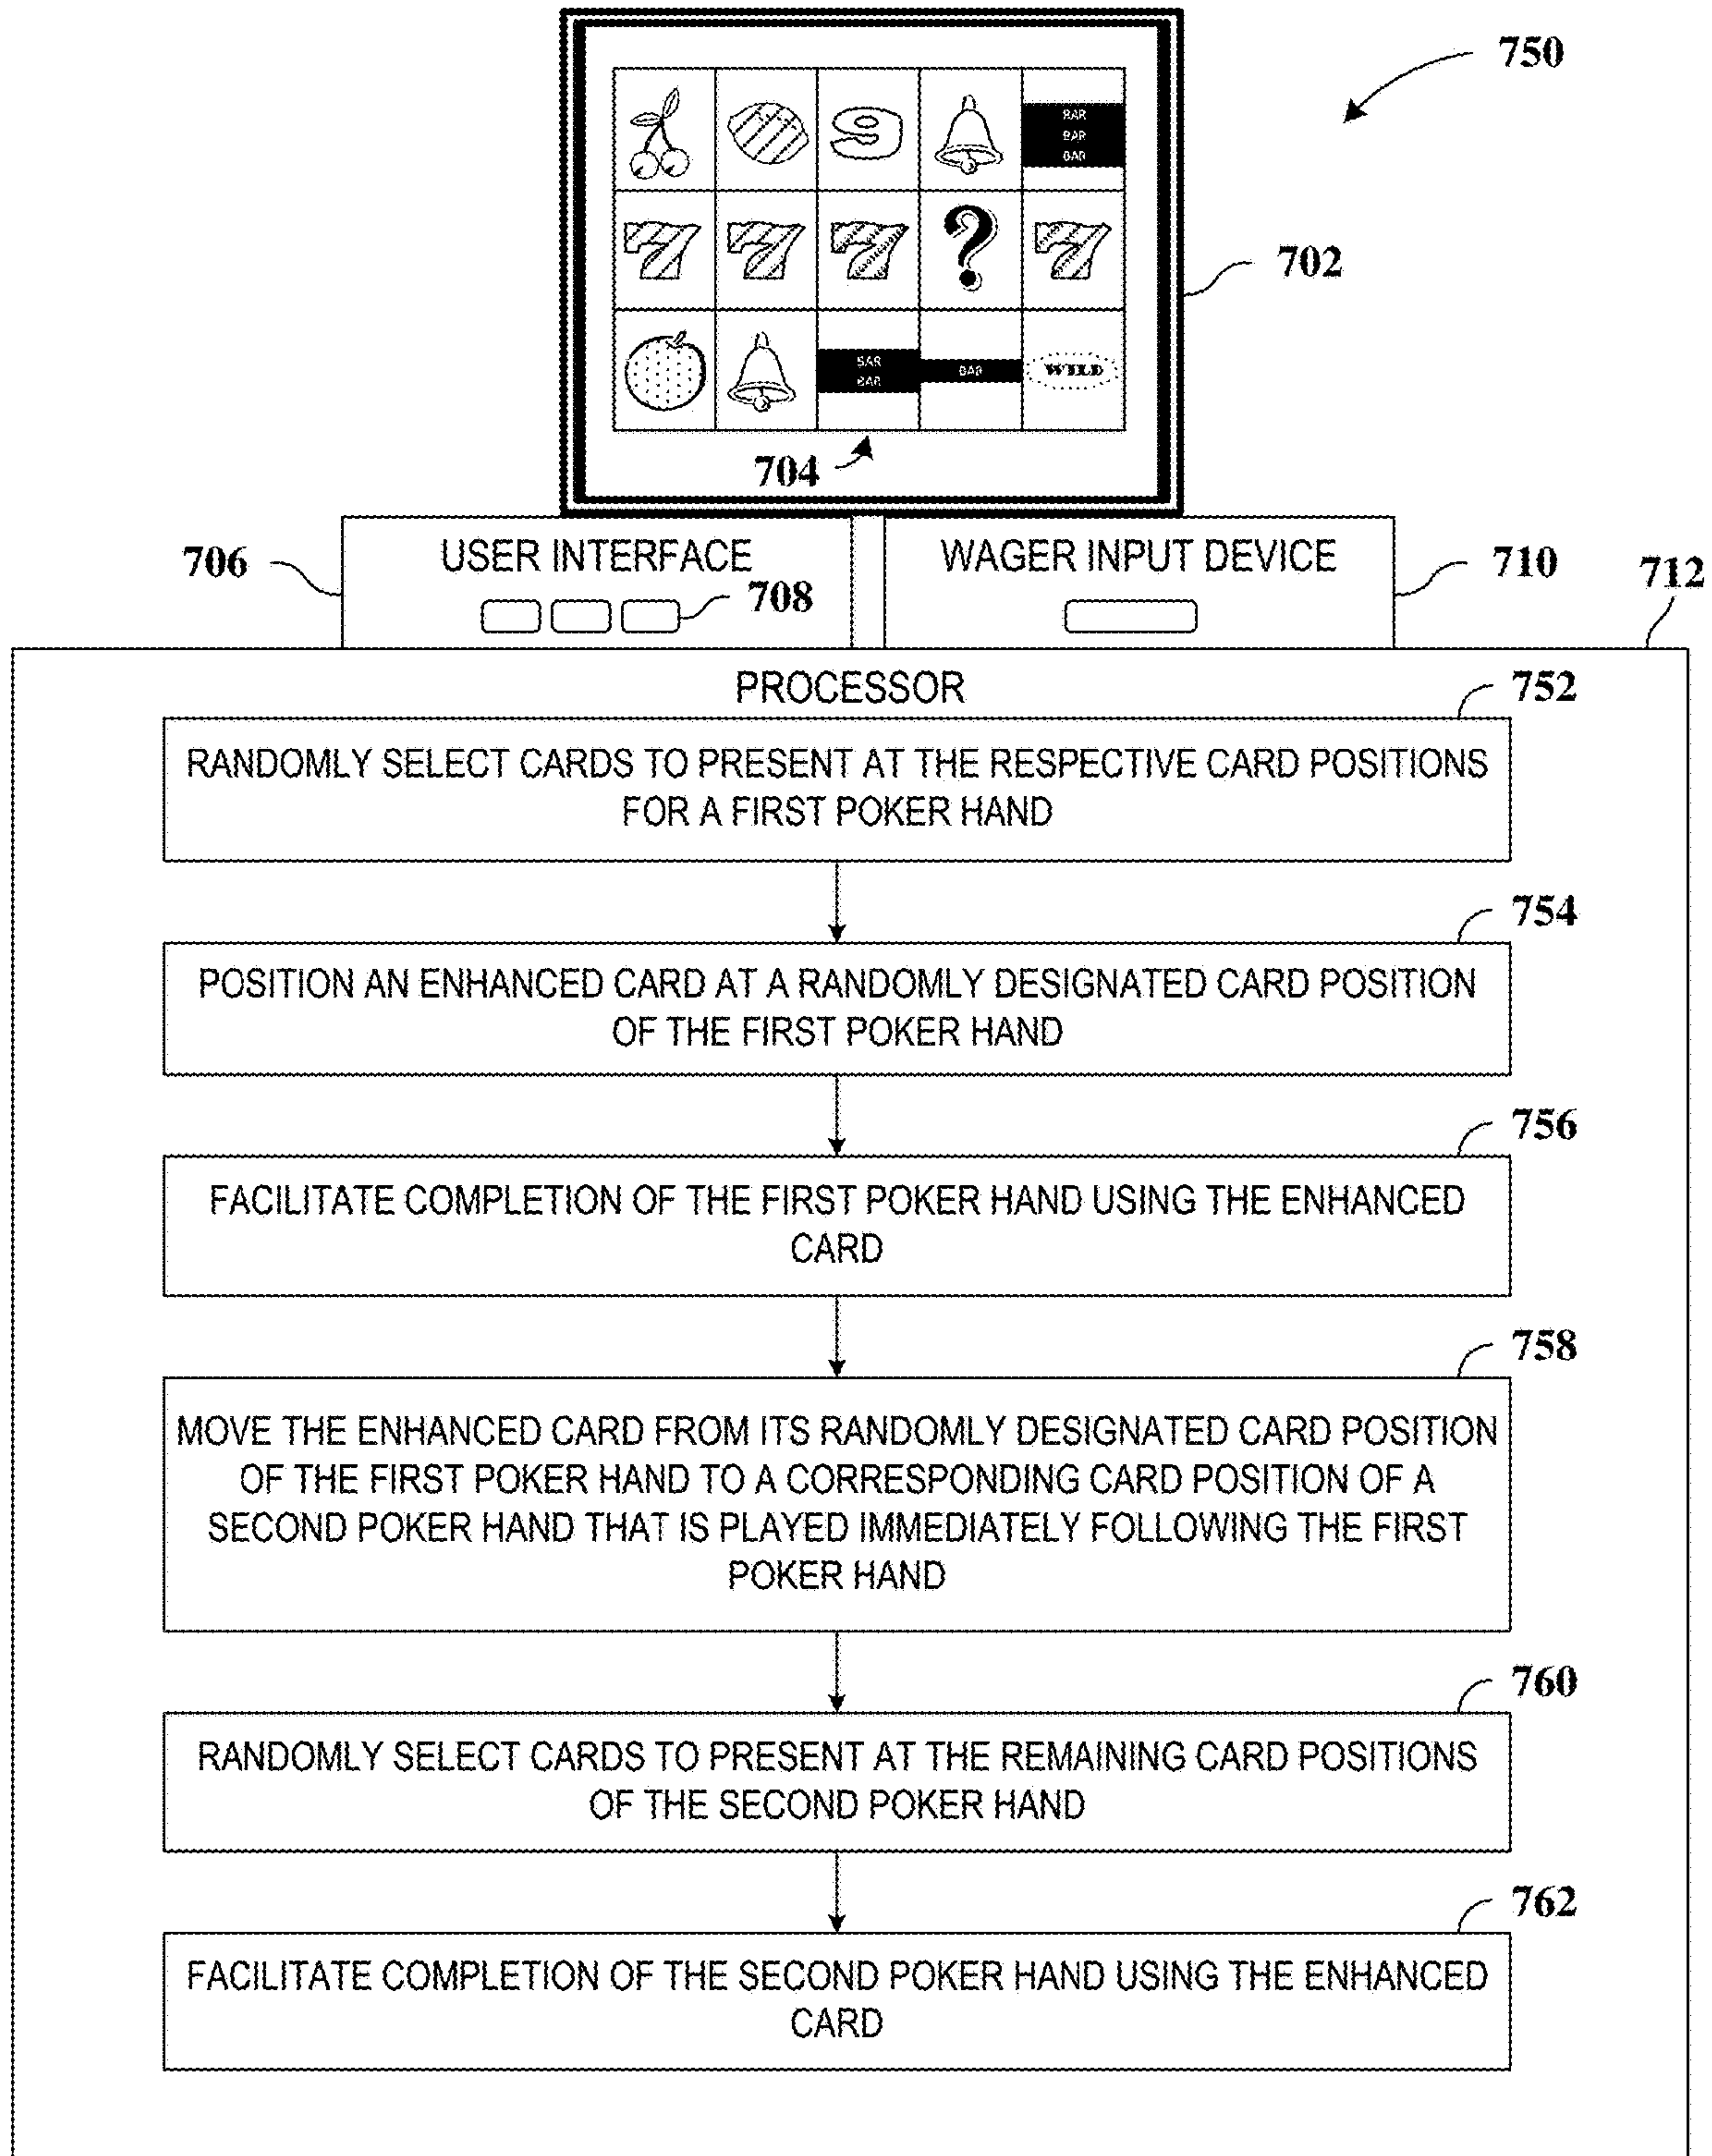 750
BAR
BAR
BAR
7 7 7 ? 7
702
BAR
BAR
BAR
WILD
704
706
USER INTERFACE
708
WAGER INPUT DEVICE
710
712
PROCESSOR
752
RANDOMLY SELECT CARDS TO PRESENT AT THE RESPECTIVE CARD POSITIONS
FOR A FIRST POKER HAND
754
POSITION AN ENHANCED CARD AT A RANDOMLY DESIGNATED CARD POSITION
OF THE FIRST POKER HAND
756
FACILITATE COMPLETION OF THE FIRST POKER HAND USING THE ENHANCED
CARD
758
MOVE THE ENHANCED CARD FROM ITS RANDOMLY DESIGNATED CARD POSITION
OF THE FIRST POKER HAND TO A CORRESPONDING CARD POSITION OF A
SECOND POKER HAND THAT IS PLAYED IMMEDIATELY FOLLOWING THE FIRST
POKER HAND
760
RANDOMLY SELECT CARDS TO PRESENT AT THE REMAINING CARD POSITIONS
OF THE SECOND POKER HAND
762
FACILITATE COMPLETION OF THE SECOND POKER HAND USING THE ENHANCED
CARD